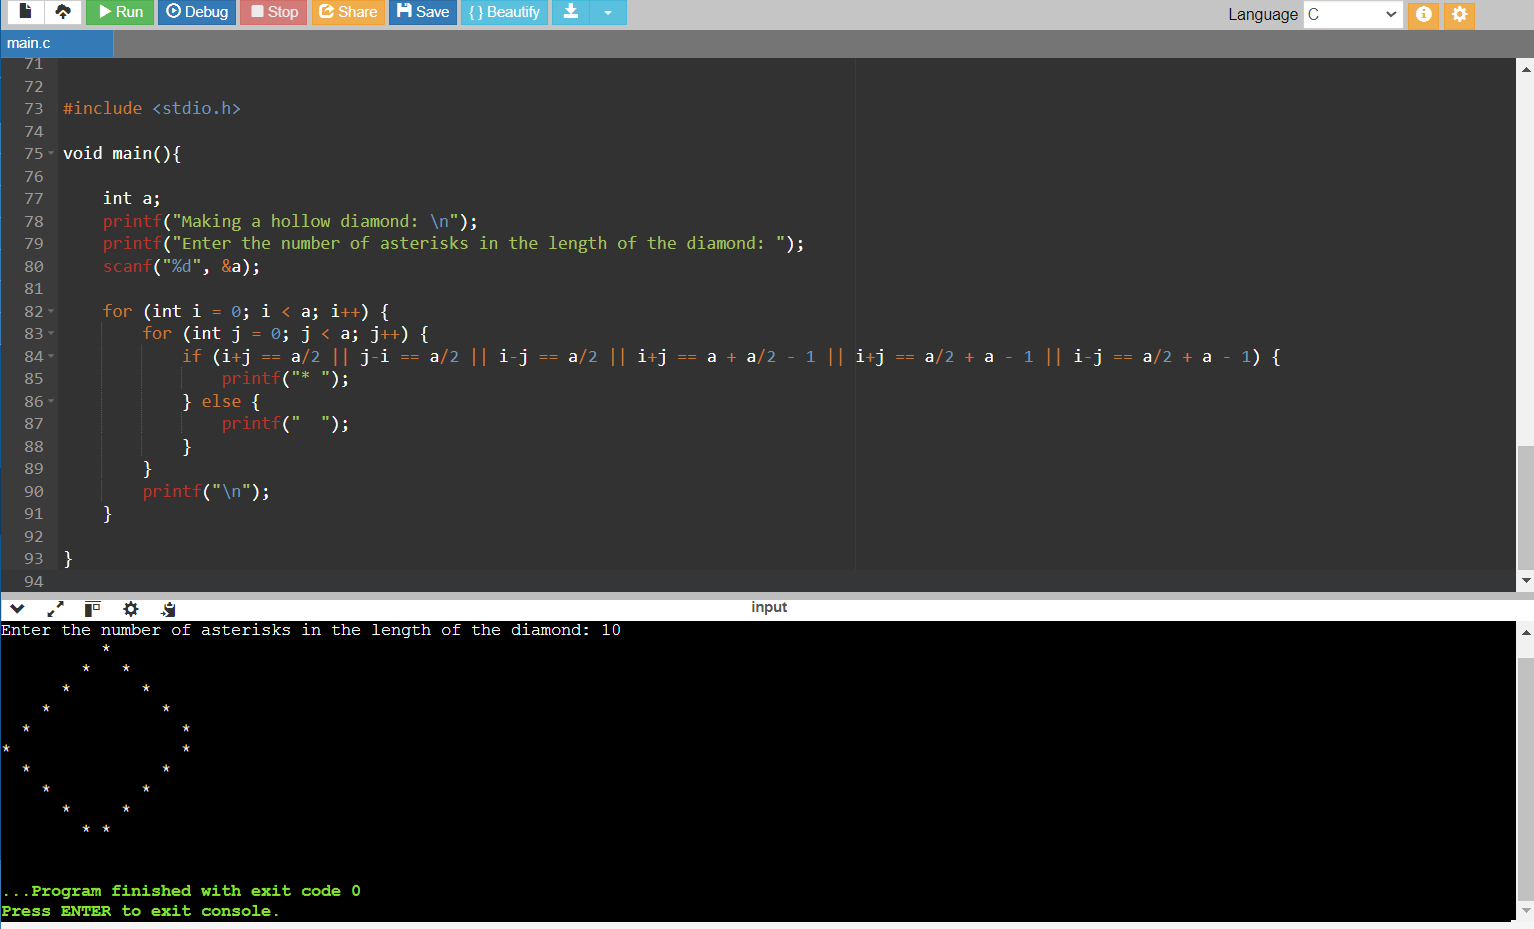 Run Debug Stop Share Save { } Beautify Language C
main.c
71
72
73 #include <stdio.h>
74
75 void main(){
76
77     int a;
78     printf("Making a hollow diamond: \n");
79     printf("Enter the number of asterisks in the length of the diamond: ");
80     scanf("%d", &a);
81
82     for (int i = 0; i < a; i++) {
83         for (int j = 0; j < a; j++) {
84             if (i+j == a/2 || j-i == a/2 || i-j == a/2 || i+j == a + a/2 - 1 || i+j == a/2 + a - 1 || i-j == a/2 + a - 1) {
85                 printf("* ");
86             } else {
87                 printf("  ");
88             }
89         }
90         printf("\n");
91     }
92
93 }
94
input
Enter the number of asterisks in the length of the diamond: 10
          *
        *   *
      *       *
    *           *
  *               *
*                 *
  *             *
    *         *
      *     *
        * *
...Program finished with exit code 0
Press ENTER to exit console.